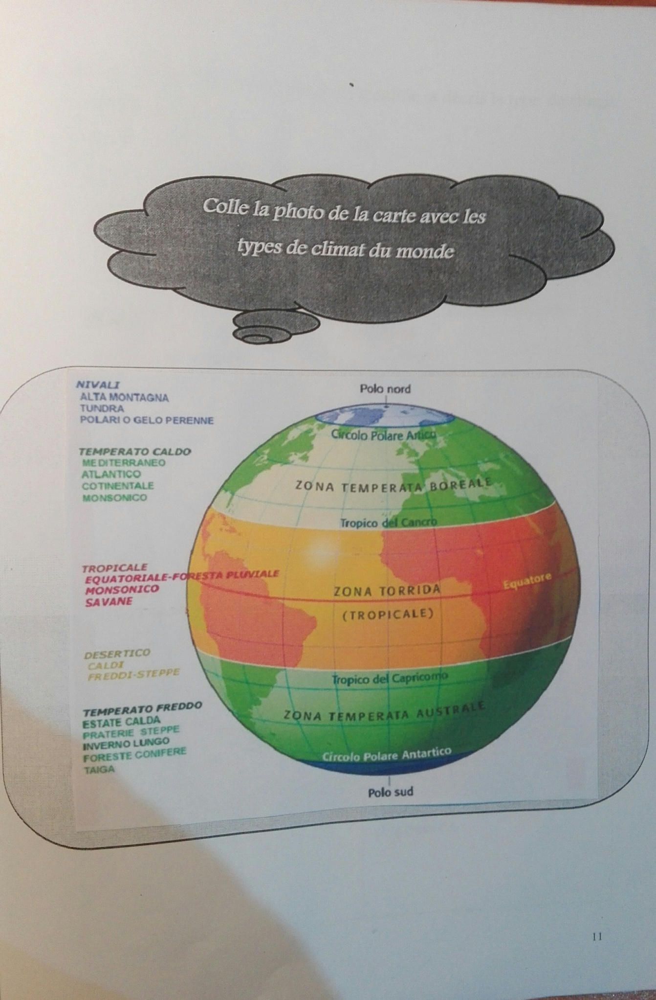 Colle la photo de la carte avec les
types de climat du monde
NIVALI
ALTA MONTAGNA
TUNDRA
POLARI O GELO PERENNE
TEMPERATO CALDO
MEDITERRANEO
ATLANTICO
COTINENTALE
MONSONICO
TROPICALE
EQUATORIALE-FORESTA PLUVIALE
MONSONICO
SAVANE
DESERTICO
CALDI
FREDDI-STEPPE
TEMPERATO FREDDO
ESTATE CALDA
PRATERIE STEPPE
INVERNO LUNGO
FORESTE CONIFERE
TAIGA
Polo nord
Circolo Polare Artico
ZONA TEMPERATA BOREALE
Tropico del Cancro
ZONA TORRIDA
Equatore
(TROPICALE)
Tropico del Capricorno
ZONA TEMPERATA AUSTRALE
Circolo Polare Antartico
Polo sud
11